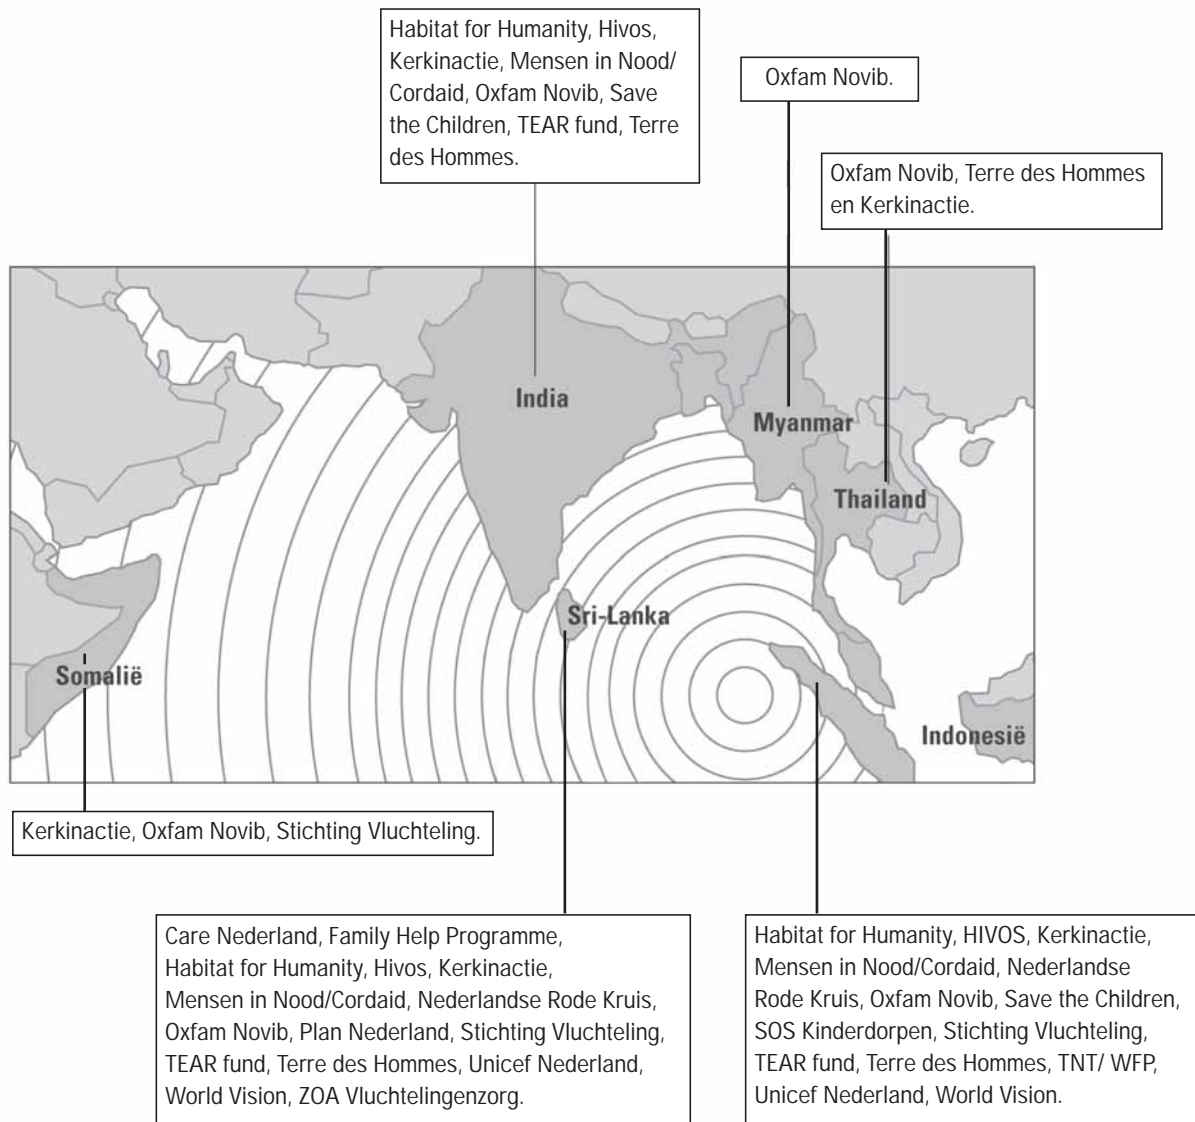 Habitat for Humanity, Hivos,
Kerkinactie, Mensen in Nood/
Cordaid, Oxfam Novib, Save
the Children, TEAR fund, Terre
des Hommes.
Oxfam Novib.
Oxfam Novib, Terre des Hommes
en Kerkinactie.
India
Myanmar
Thailand
Sri-Lanka
Somalië
Indonesië
Kerkinactie, Oxfam Novib, Stichting Vluchteling.
Care Nederland, Family Help Programme,
Habitat for Humanity, Hivos, Kerkinactie,
Mensen in Nood/Cordaid, Nederlandse Rode Kruis,
Oxfam Novib, Plan Nederland, Stichting Vluchteling,
TEAR fund, Terre des Hommes, Unicef Nederland,
World Vision, ZOA Vluchtelingenzorg.
Habitat for Humanity, HIVOS, Kerkinactie,
Mensen in Nood/Cordaid, Nederlandse
Rode Kruis, Oxfam Novib, Save the Children,
SOS Kinderdorpen, Stichting Vluchteling,
TEAR fund, Terre des Hommes, TNT/ WFP,
Unicef Nederland, World Vision.